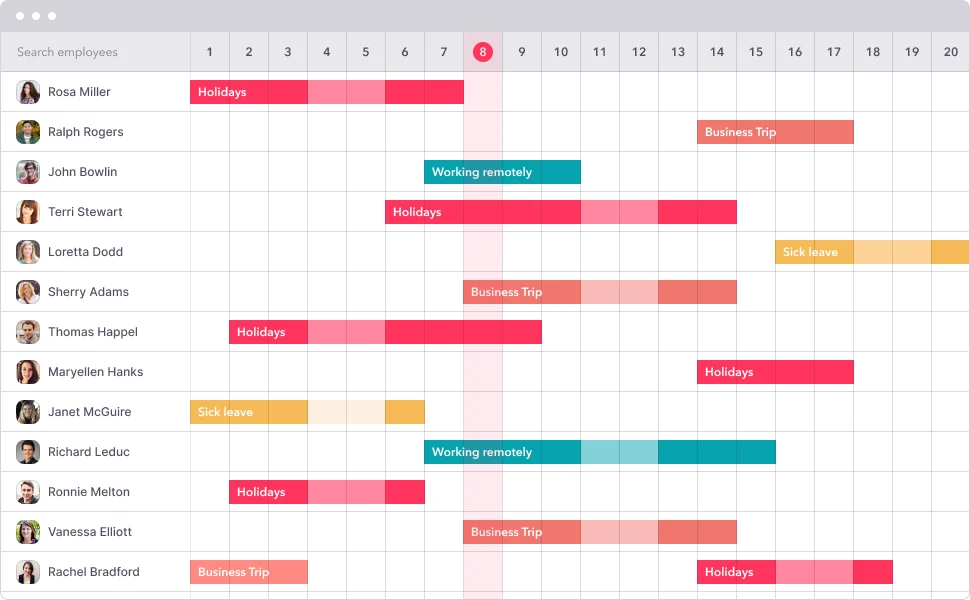 Search employees 1 2 3 4 5 6 7 8 9 10 11 12 13 14 15 16 17 18 19 20
Rosa Miller Holidays
Ralph Rogers Business Trip
John Bowlin Working remotely
Terri Stewart Holidays
Loretta Dodd Sick leave
Sherry Adams Business Trip
Thomas Happel Holidays
Maryellen Hanks Holidays
Janet McGuire Sick leave
Richard Leduc Working remotely
Ronnie Melton Holidays
Vanessa Elliott Business Trip
Rachel Bradford Business Trip Holidays